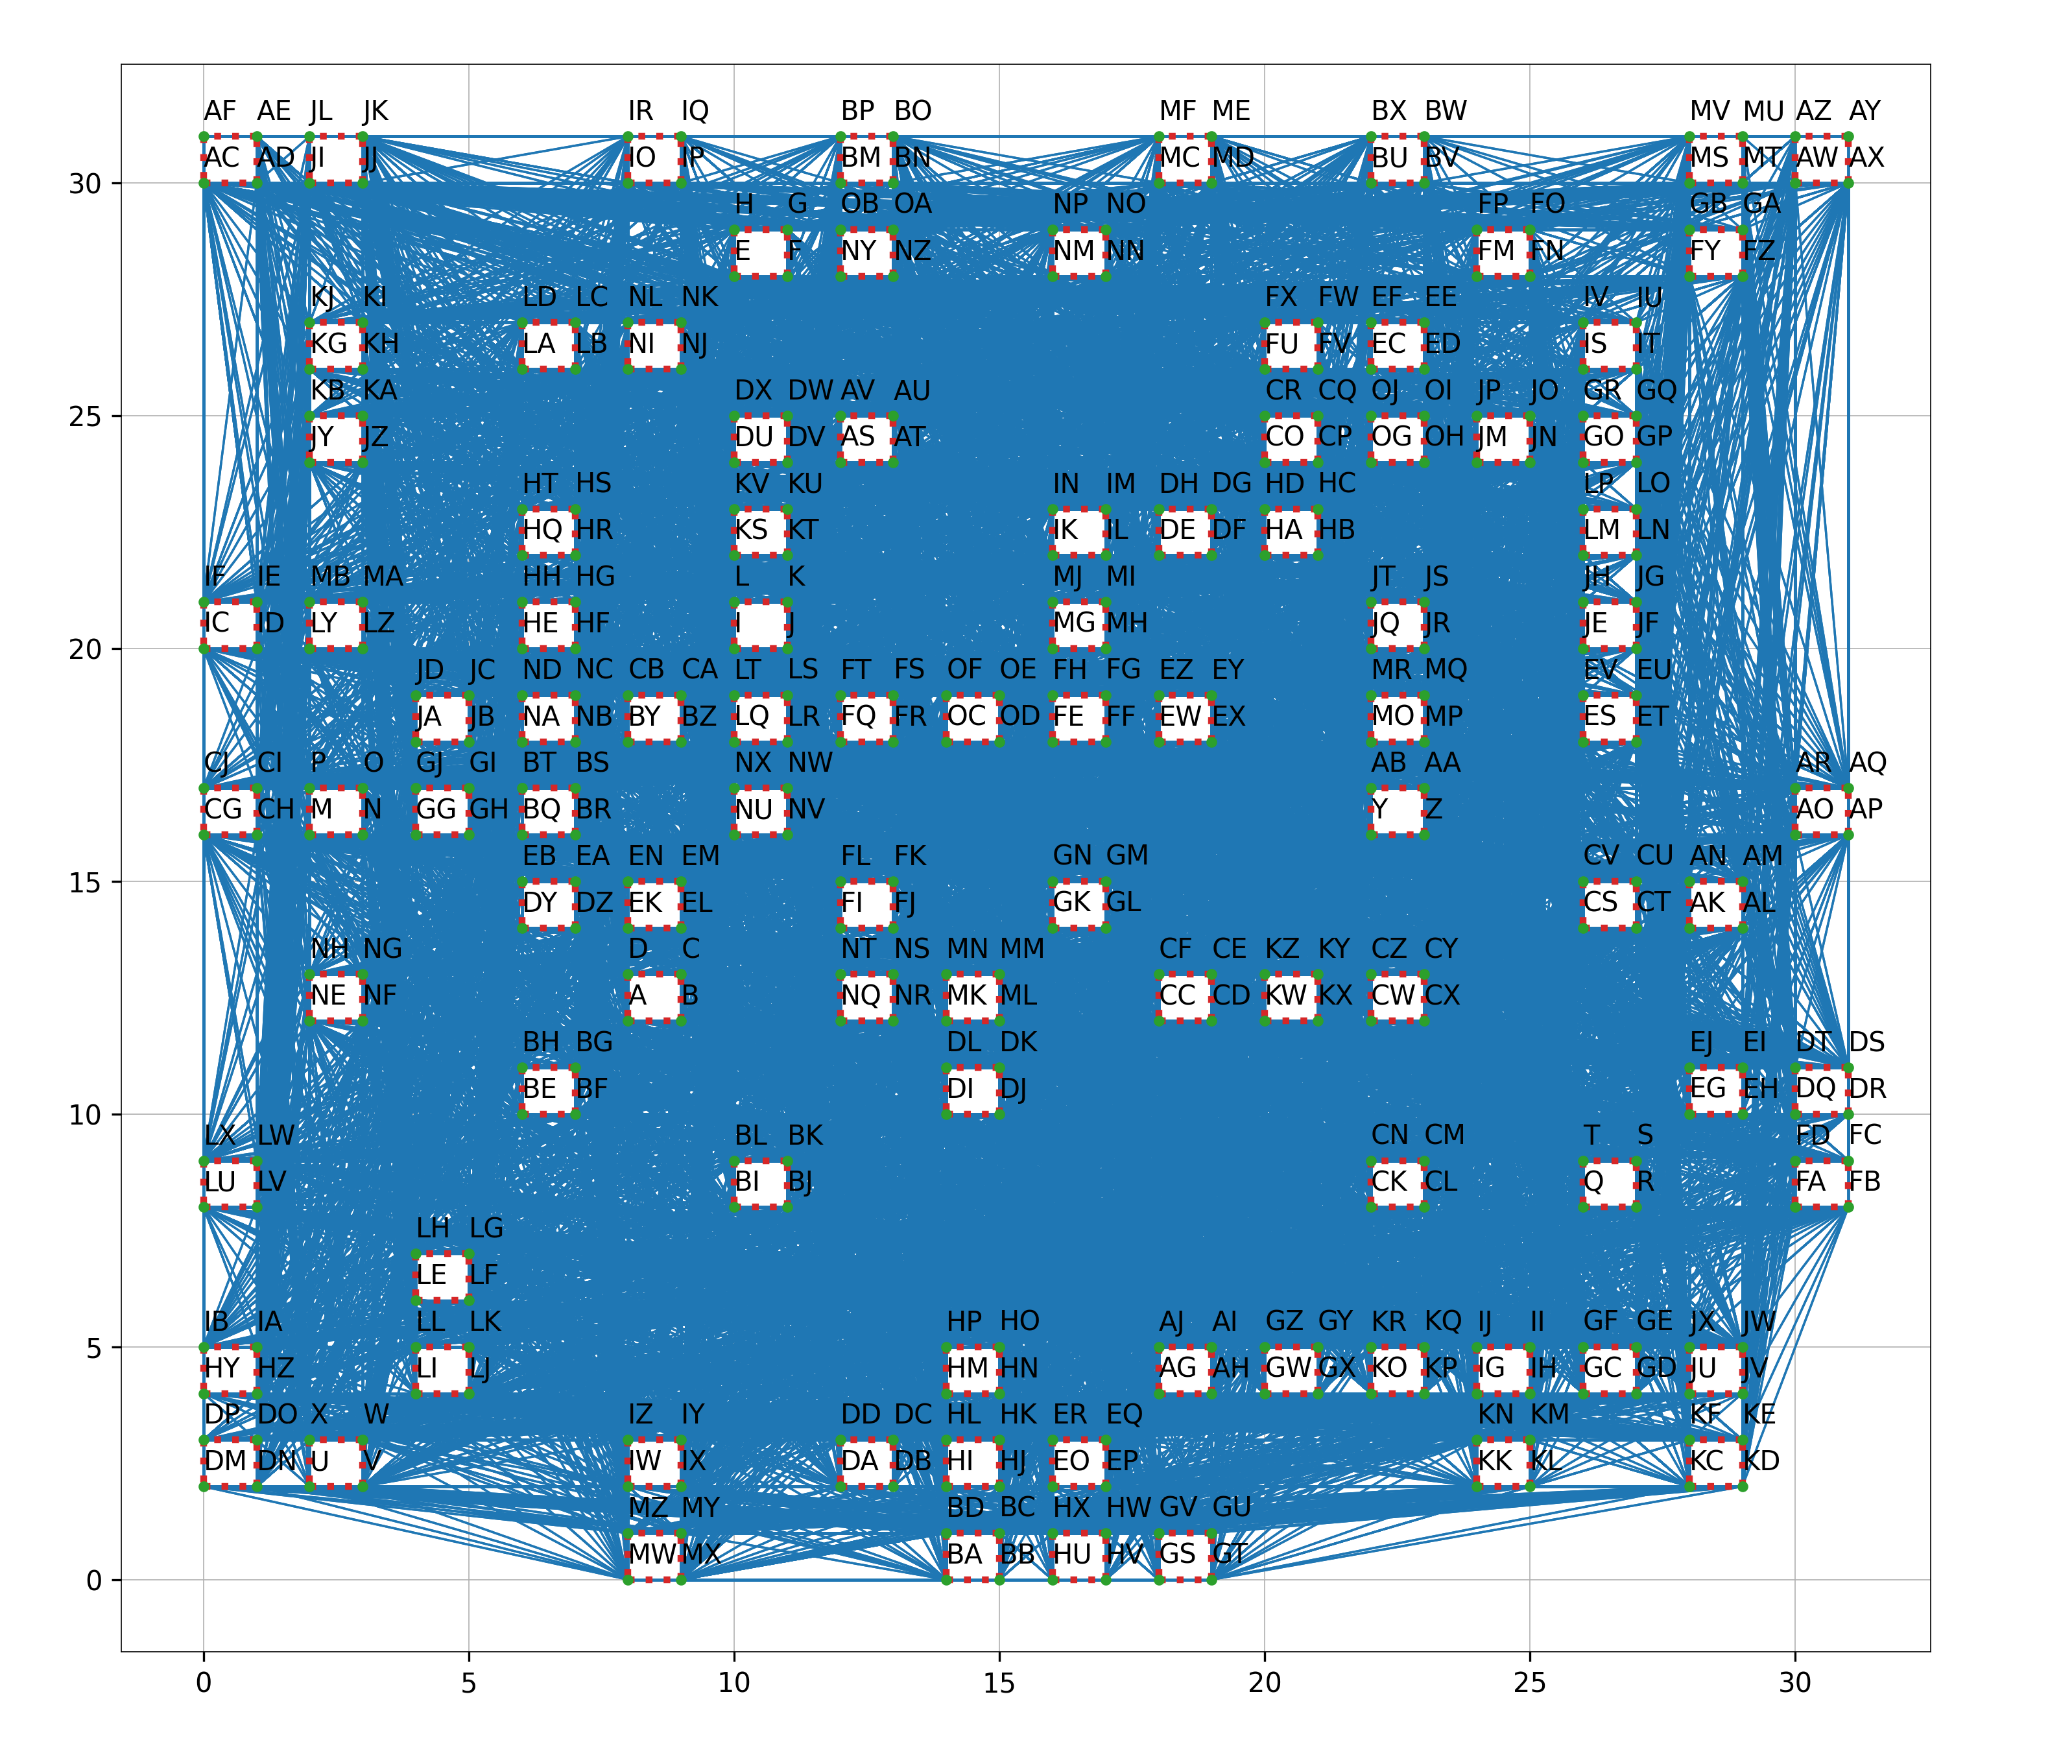 AF AE JL JK IR IQ BP BO MF ME BX BW MV MU AZ AY
30 AC AD JI JJ IO IP BM BN MC MD BU BV MS MT AW AX
H G OB OA NP NO FP FO GB GA
E F NY NZ NM NN FM FN FY FZ
KJ KI LD LC NL NK FX FW EF EE IV IU
KG KH LA LB NI NJ FU FV EC ED IS IT
25 KB KA DX DW AV AU CR CQ OJ OI JP JO GR GQ
JY JZ DU DV AS AT CO CP OG OH JM JN GO GP
HT HS KV KU IN IM DH DG HD HC LP LO
HQ HR KS KT IK IL DE DF HA HB LM LN
IF IE MB MA HH HG L K MJ MI JT JS JH JG
IC ID LY LZ HE HF I J MG MH JQ JR JE JF
20 JD JC ND NC CB CA LT LS FT FS OF OE FH FG EZ EY MR MQ EV EU
JA JB NA NB BY BZ LQ LR FQ FR OC OD FE FF EW EX MO MP ES ET
CJ CI P O GJ GI BT BS NX NW AB AA AR AQ
CG CH M N GG GH BQ BR NU NV Y Z AO AP
15 EB EA EN EM FL FK GN GM CV CU AN AM
DY DZ EK EL FI FJ GK GL CS CT AK AL
NH NG D C NT NS MN MM CF CE KZ KY CZ CY
NE NF A B NQ NR MK ML CC CD KW KX CW CX
BH BG DL DK EJ EI DT DS
10 BE BF DI DJ EG EH DQ DR
LX LW BL BK CN CM T S FD FC
LU LV BI BJ CK CL Q R FA FB
LH LG
LE LF
5 IB IA LL LK HP HO AJ AI GZ GY KR KQ IJ II GF GE JX JW
HY HZ LI LJ HM HN AG AH GW GX KO KP IG IH GC GD JU JV
DP DO X W IZ IY DD DC HL HK ER EQ KN KM KF KE
DM DN U V IW IX DA DB HI HJ EO EP KK KL KC KD
MZ MY BD BC HX HW GV GU
0 MW MX BA BB HU HV GS GT
0 5 10 15 20 25 30